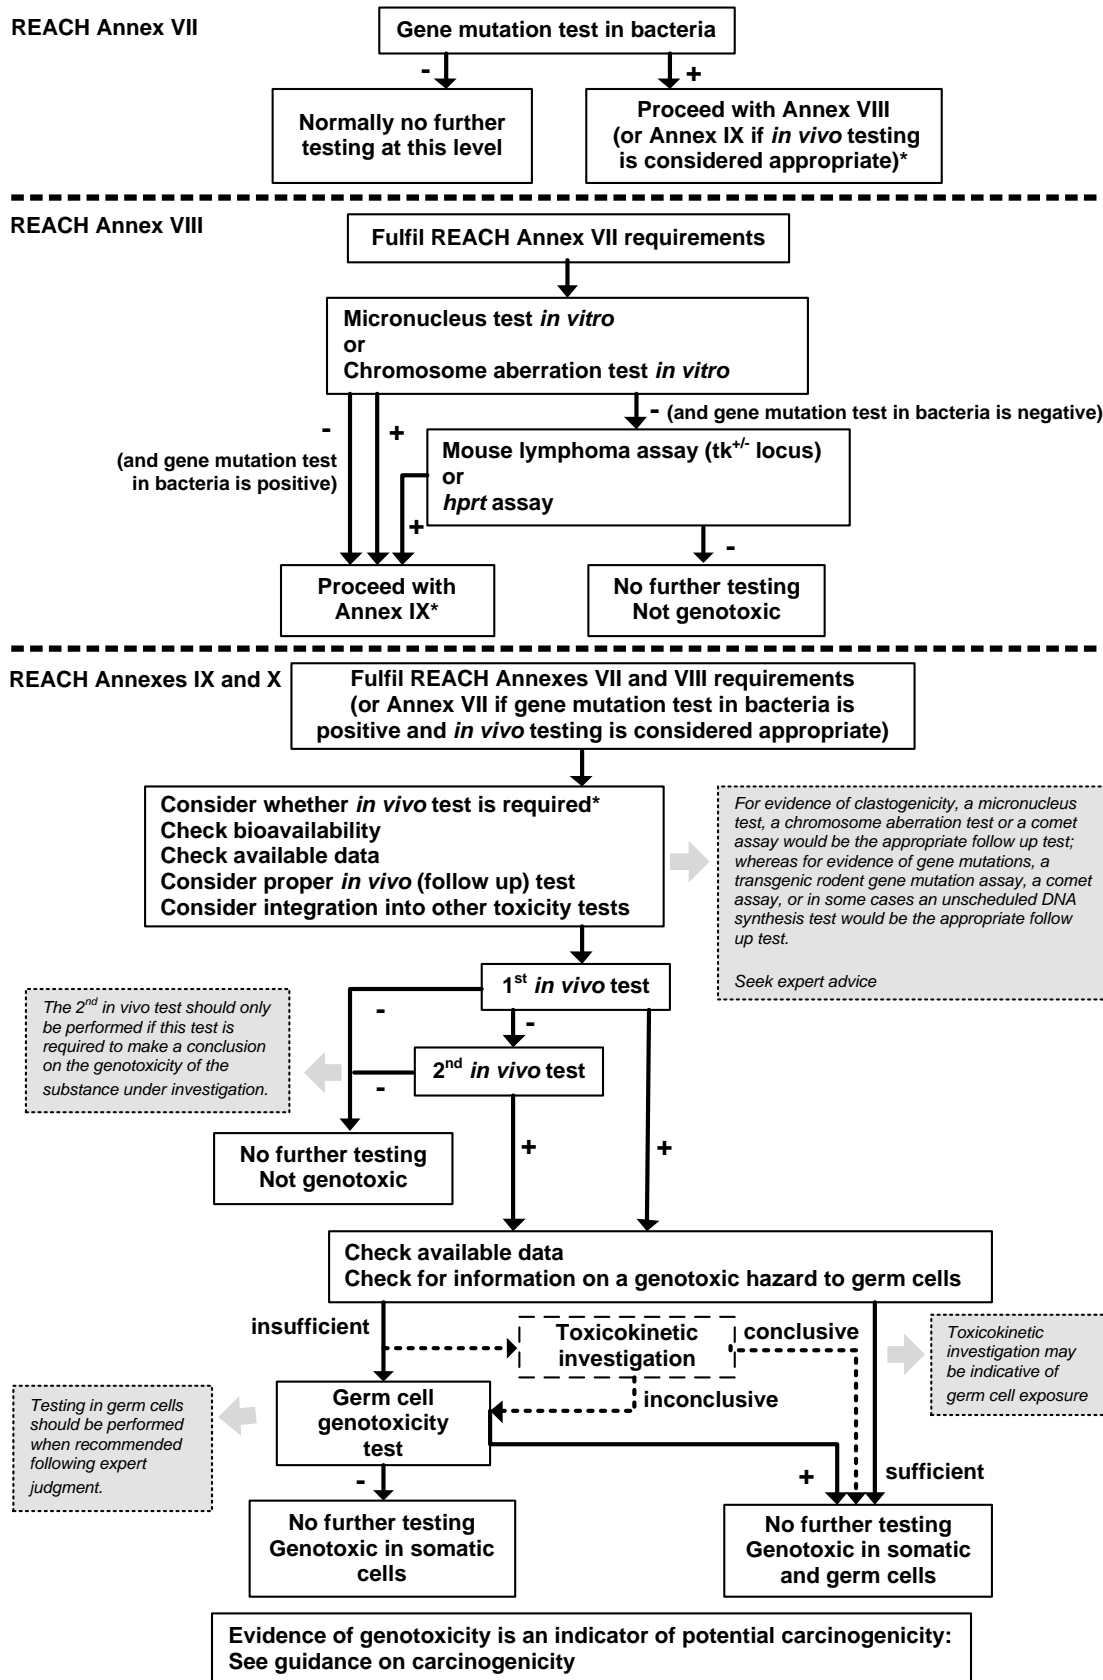 REACH Annex VII
Gene mutation test in bacteria
-
+
Normally no further
testing at this level
Proceed with Annex VIII
(or Annex IX if in vivo testing
is considered appropriate)*
REACH Annex VIII
Fulfil REACH Annex VII requirements
Micronucleus test in vitro
or
Chromosome aberration test in vitro
-
(and gene mutation test
in bacteria is positive)
+
- (and gene mutation test in bacteria is negative)
Mouse lymphoma assay (tk+/- locus)
or
hprt assay
+
-
Proceed with
Annex IX*
No further testing
Not genotoxic
REACH Annexes IX and X
Fulfil REACH Annexes VII and VIII requirements
(or Annex VII if gene mutation test in bacteria is
positive and in vivo testing is considered appropriate)
Consider whether in vivo test is required*
Check bioavailability
Check available data
Consider proper in vivo (follow up) test
Consider integration into other toxicity tests
For evidence of clastogenicity, a micronucleus
test, a chromosome aberration test or a comet
assay would be the appropriate follow up test;
whereas for evidence of gene mutations, a
transgenic rodent gene mutation assay, a comet
assay, or in some cases an unscheduled DNA
synthesis test would be the appropriate follow
up test.
Seek expert advice
1st in vivo test
-
-
The 2nd in vivo test should only
be performed if this test is
required to make a conclusion
on the genotoxicity of the
substance under investigation.
2nd in vivo test
-
+
+
No further testing
Not genotoxic
Check available data
Check for information on a genotoxic hazard to germ cells
insufficient
Toxicokinetic
investigation
conclusive
inconclusive
Toxicokinetic
investigation may
be indicative of
germ cell exposure
Testing in germ cells
should be performed
when recommended
following expert
judgment.
Germ cell
genotoxicity
test
-
+
sufficient
No further testing
Genotoxic in somatic
cells
No further testing
Genotoxic in somatic
and germ cells
Evidence of genotoxicity is an indicator of potential carcinogenicity:
See guidance on carcinogenicity